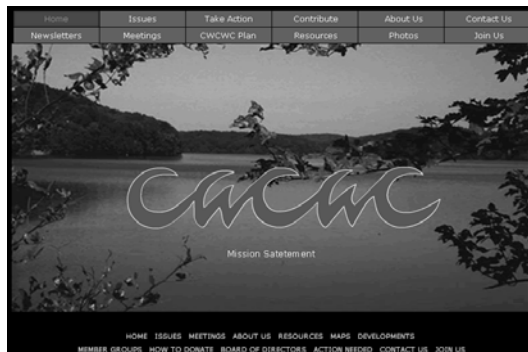 Home Issues Take Action Contribute About Us Contact Us
Newsletters Meetings CWCWC Plan Resources Photos Join Us
CWCWC
Mission Satetement
HOME ISSUES MEETINGS ABOUT US RESOURCES MAPS DEVELOPMENTS
MEMBER GROUPS HOW TO DONATE BOARD OF DIRECTORS ACTION NEEDED CONTACT US JOIN US